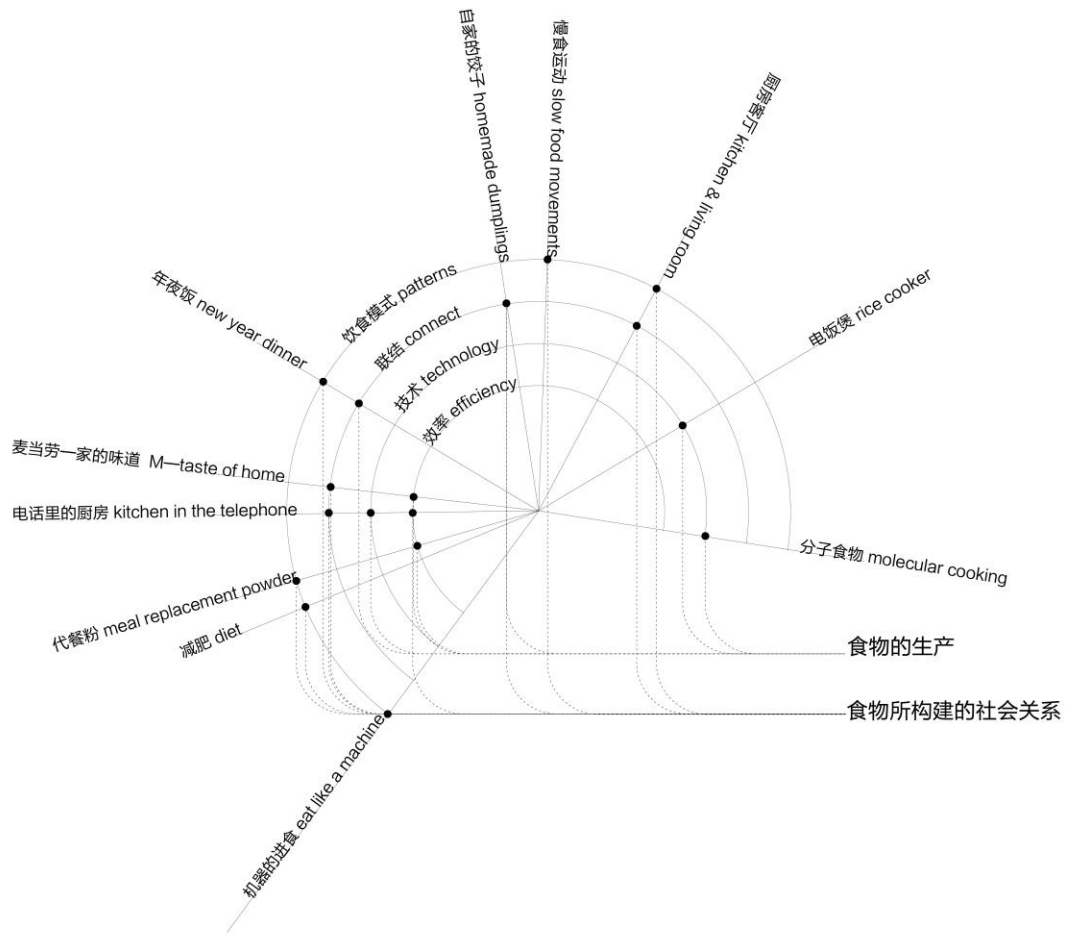 自家的饺子 homemade dumplings
慢食运动 slow food movements
厨房客厅 kitchen & living room
电饭煲 rice cooker
年夜饭 new year dinner
饮食模式 patterns
联结 connect
技术 technology
效率 efficiency
麦当劳—家的味道 M—taste of home
电话里的厨房 kitchen in the telephone
分子食物 molecular cooking
代餐粉 meal replacement powder
减肥 diet
食物的生产
食物所构建的社会关系
机器的进食 eat like a machine